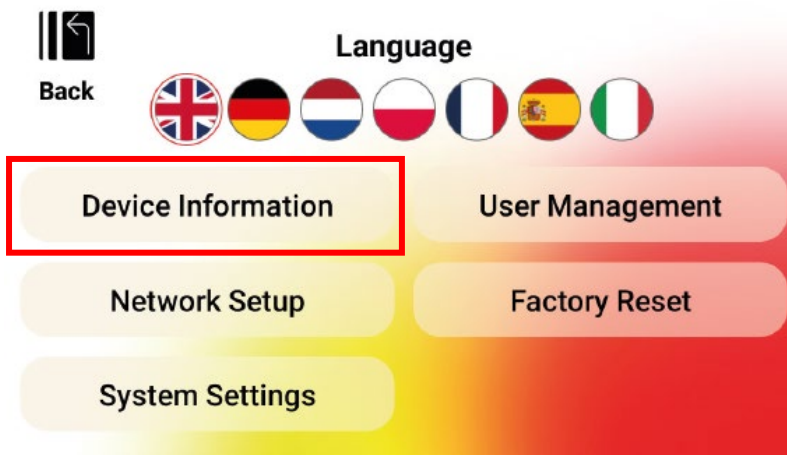 Language
Back
Device Information
User Management
Network Setup
Factory Reset
System Settings